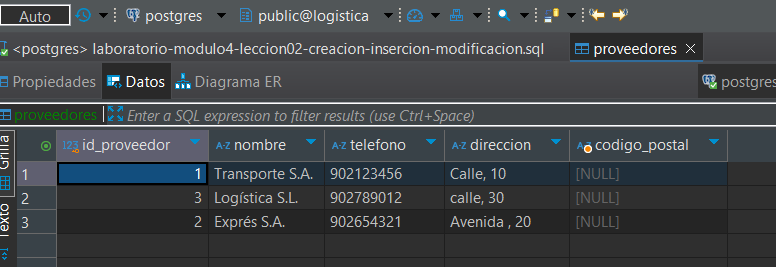 Auto postgres public@logistica
<postgres> laboratorio-modulo4-leccion02-creacion-insercion-modificacion.sql proveedores
Propiedades Datos Diagrama ER postgres
proveedores Enter a SQL expression to filter results (use Ctrl+Space)
Grilla 123 id_proveedor A-Z nombre A-Z telefono A-Z direccion A-Z codigo_postal
1 1 Transporte S.A. 902123456 Calle, 10 [NULL]
2 3 Logística S.L. 902789012 calle, 30 [NULL]
3 2 Exprés S.A. 902654321 Avenida , 20 [NULL]
Texto